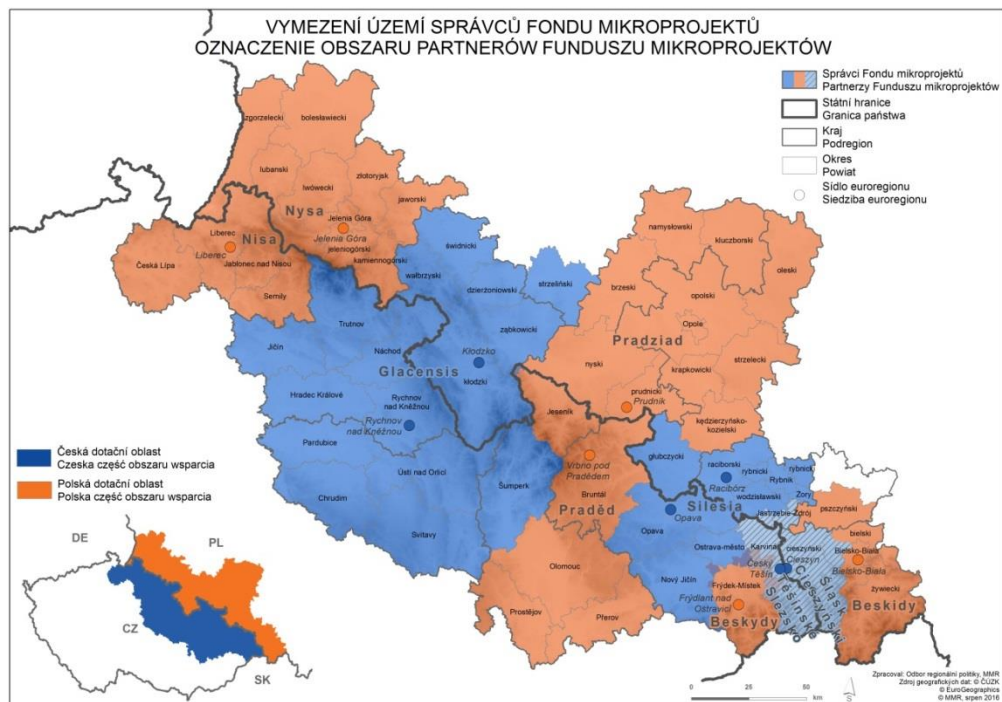 VYMEZENÍ ÚZEMÍ SPRÁVCŮ FONDU MIKROPROJEKTŮ
OZNACZENIE OBSZARU PARTNERÓW FUNDUSZU MIKROPROJEKTÓW
Správci Fondu mikroprojektů
Partnerzy Funduszu mikroprojektów
Státní hranice
Granica państwa
Kraj
Podregion
Okres
Powiat
Sídlo euroregionu
Siedziba euroregionu
zgorzelecki
bolesławiecki
lubanski
lwówecki
złotoryjsk
jaworski
Nysa
Jelenia Góra
Jelenia Góra
jeleniogórski
kamiennogórski
Liberec
Nisa
Liberec
Česká Lípa
Jablonec nad Nisou
Semily
świdnicki
wałbrzyski
dzierżoniowski
strzeliński
ząbkowicki
Kłodzko
kłodzki
Trutnov
Jičín
Náchod
Glacensis
Hradec Králové
Rychnov
nad Kněžnou
Rychnov
nad Kněžnou
Pardubice
Ústí nad Orlicí
Chrudim
Svitavy
Šumperk
namysłowski
kluczborski
oleski
brzeski
opolski
Opole
Pradziad
strzelecki
nyski
krapkowicki
prudnicki
Prudnik
kędzierzyńsko-
kozielski
Jeseník
Vrbno pod
Pradědem
Bruntál
Praděd
Olomouc
Prostějov
Přerov
głubczycki
raciborski
Racibórz
rybnicki
rybnick
Rybnik
wodzisławski
Żory
Jastrzębie-Zdrój
pszczyński
Silesia
Opava
Opava
Ostrava-město
Karviná
Nový Jičín
Český
Těšín
cieszyński
Cieszyn
bielski
Bielsko-Biała
Bielsko-Biała
żywiecki
Frýdek-Místek
Frýdlant nad
Ostravicí
Beskydy
Těšínské
Slezsko
Śląsk
Cieszyński
Beskidy
Česká dotační oblast
Czeska część obszaru wsparcia
Polská dotační oblast
Polska część obszaru wsparcia
DE
PL
CZ
SK
0
25
50
km
S
Zpracoval: Odbor regionální politiky, MMR
Zdroj geografických dat: © ČÚZK
© EuroGeographics
© MMR, srpen 2016